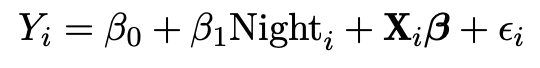 Yᵢ = β₀ + β₁Nightᵢ + 𝐗ᵢ𝜷 + ϵᵢ